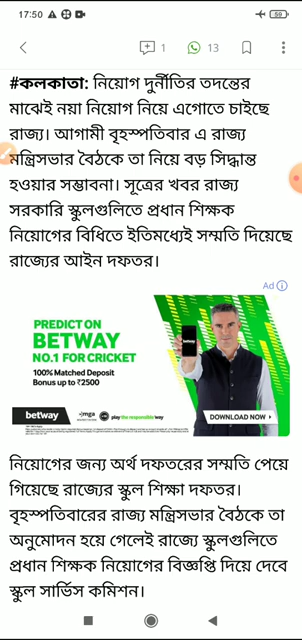 17:50
59
1
13
#কলকাতা: নিয়োগ দুর্নীতির তদন্তের
মাঝেই নয়া নিয়োগ নিয়ে এগোতে চাইছে
রাজ্য। আগামী বৃহস্পতিবার এ রাজ্য
মন্ত্রিসভার বৈঠকে তা নিয়ে বড় সিদ্ধান্ত
হওয়ার সম্ভাবনা। সূত্রের খবর রাজ্য
সরকারি স্কুলগুলিতে প্রধান শিক্ষক
নিয়োগের বিধিতে ইতিমধ্যেই সম্মতি দিয়েছে
রাজ্যের আইন দফতর।
Ad
PREDICT ON
BETWAY
NO.1 FOR CRICKET
100% Matched Deposit
Bonus up to ₹2500
betway
betway
mga
play the responsible way
DOWNLOAD NOW
নিয়োগের জন্য অর্থ দফতরের সম্মতি পেয়ে
গিয়েছে রাজ্যের স্কুল শিক্ষা দফতর।
বৃহস্পতিবারের রাজ্য মন্ত্রিসভার বৈঠকে তা
অনুমোদন হয়ে গেলেই রাজ্যে স্কুলগুলিতে
প্রধান শিক্ষক নিয়োগের বিজ্ঞপ্তি দিয়ে দেবে
স্কুল সার্ভিস কমিশন।